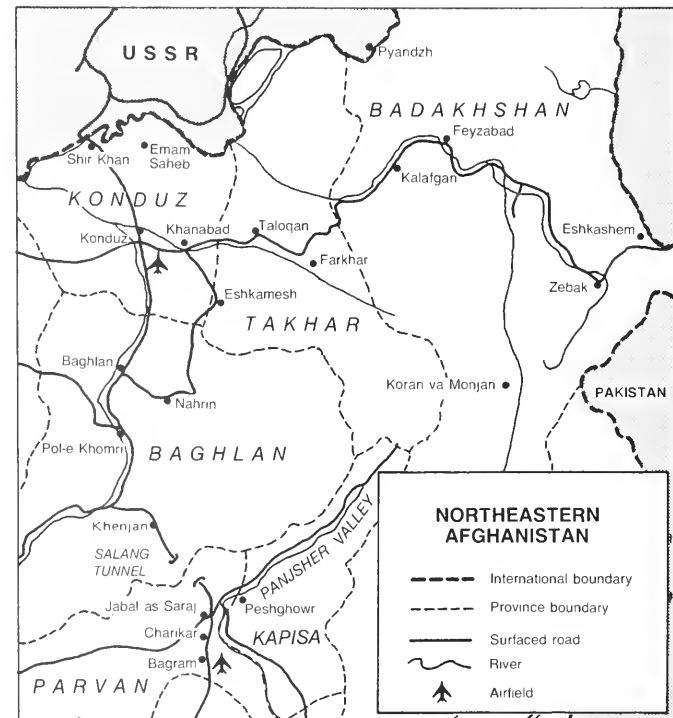 USSR
Pyandzh
BADAKHSHAN
Feyzabad
Shir Khan
Emam
Saheb
Kalafgan
KONDUZ
Konduz
Khanabad
Taloqan
Eshkashem
Farkhar
Zebak
Eshkamesh
TAKHAR
Baghlan
Koran va Monjan
PAKISTAN
Nahrin
Pol-e Khomri
BAGHLAN
Khenjan
SALANG
TUNNEL
PANJSHER VALLEY
Jabal as Saraj
Peshghowr
Charikar
KAPISA
Bagram
PARVAN
NORTHEASTERN
AFGHANISTAN
International boundary
Province boundary
Surfaced road
River
Airfield